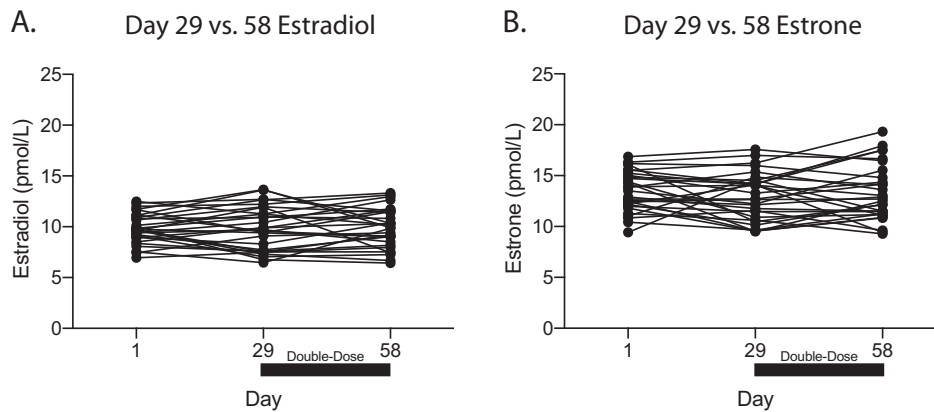 A. Day 29 vs. 58 Estradiol
Estradiol (pmol/L)
25
20
15
10
5
0
1 29 58
Double-Dose
Day
B. Day 29 vs. 58 Estrone
Estrone (pmol/L)
25
20
15
10
5
0
1 29 58
Double-Dose
Day